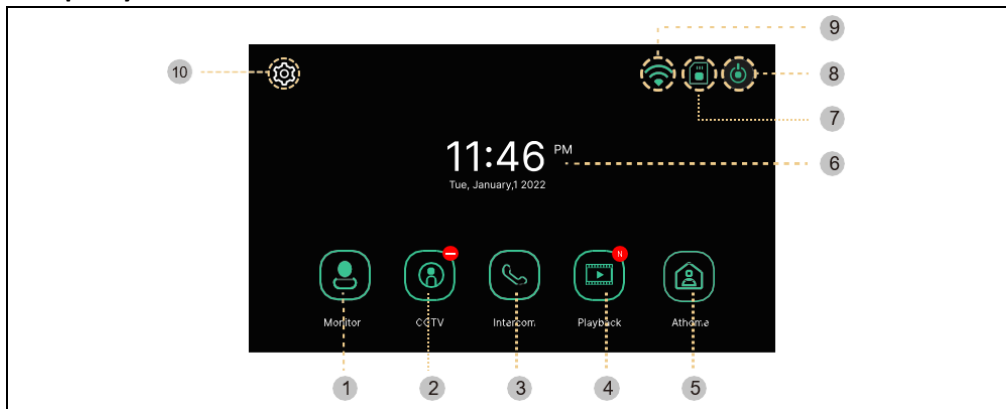 9
10
8
7
11:46 PM
6
Tue, January,1 2022
N
Monitor
CCTV
Intercom
Playback
Athome
1
2
3
4
5